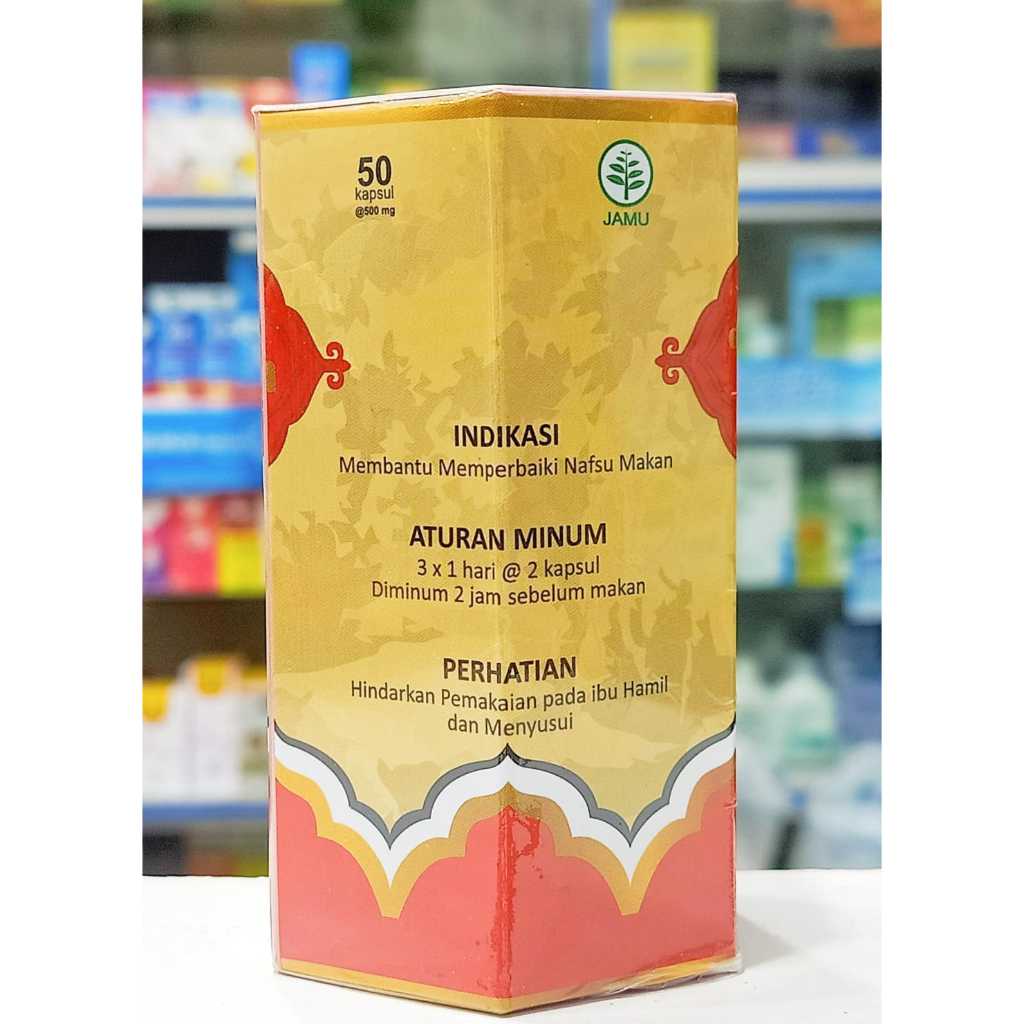 50
kapsul
@500 mg
JAMU
INDIKASI
Membantu Memperbaiki Nafsu Makan
ATURAN MINUM
3 x 1 hari @ 2 kapsul
Diminum 2 jam sebelum makan
PERHATIAN
Hindarkan Pemakaian pada ibu Hamil
dan Menyusui